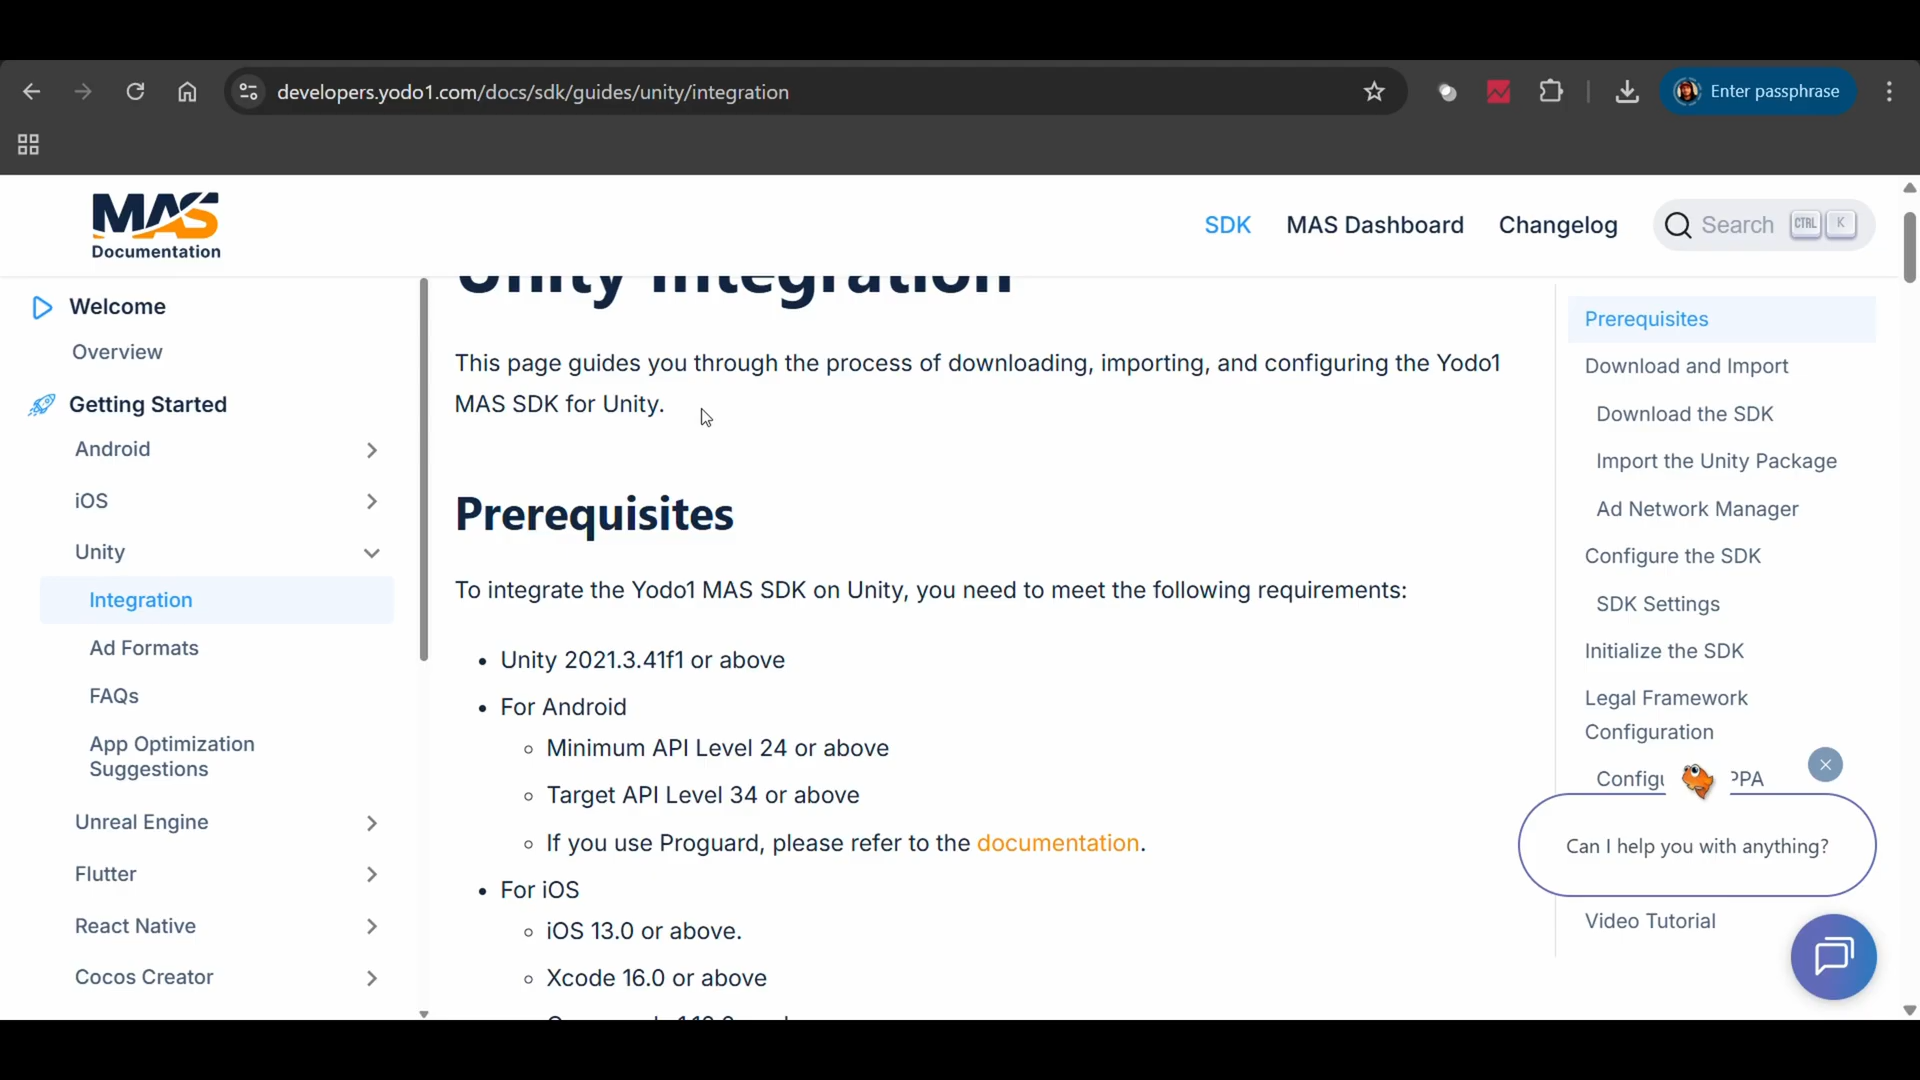 developers.yodo1.com/docs/sdk/guides/unity/integration
Enter passphrase
MAS
Documentation
SDK
MAS Dashboard
Changelog
Search
CTRL
K
Welcome
Overview
Getting Started
Android
iOS
Unity
Integration
Ad Formats
FAQs
App Optimization
Suggestions
Unreal Engine
Flutter
React Native
Cocos Creator
Unity Integration
This page guides you through the process of downloading, importing, and configuring the Yodo1
MAS SDK for Unity.
Prerequisites
To integrate the Yodo1 MAS SDK on Unity, you need to meet the following requirements:
• Unity 2021.3.41f1 or above
• For Android
Minimum API Level 24 or above
Target API Level 34 or above
If you use Proguard, please refer to the documentation.
• For iOS
iOS 13.0 or above.
Xcode 16.0 or above
Prerequisites
Download and Import
Download the SDK
Import the Unity Package
Ad Network Manager
Configure the SDK
SDK Settings
Initialize the SDK
Legal Framework
Configuration
Can I help you with anything?
Video Tutorial